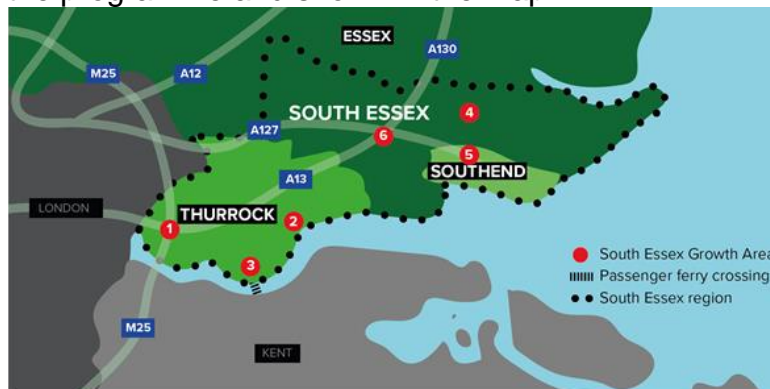 ESSEX
A130
M25
A12
SOUTH ESSEX
4
A127
6
5
SOUTHEND
A13
LONDON
THURROCK
2
1
3
South Essex Growth Area
Passenger ferry crossing
South Essex region
M25
KENT